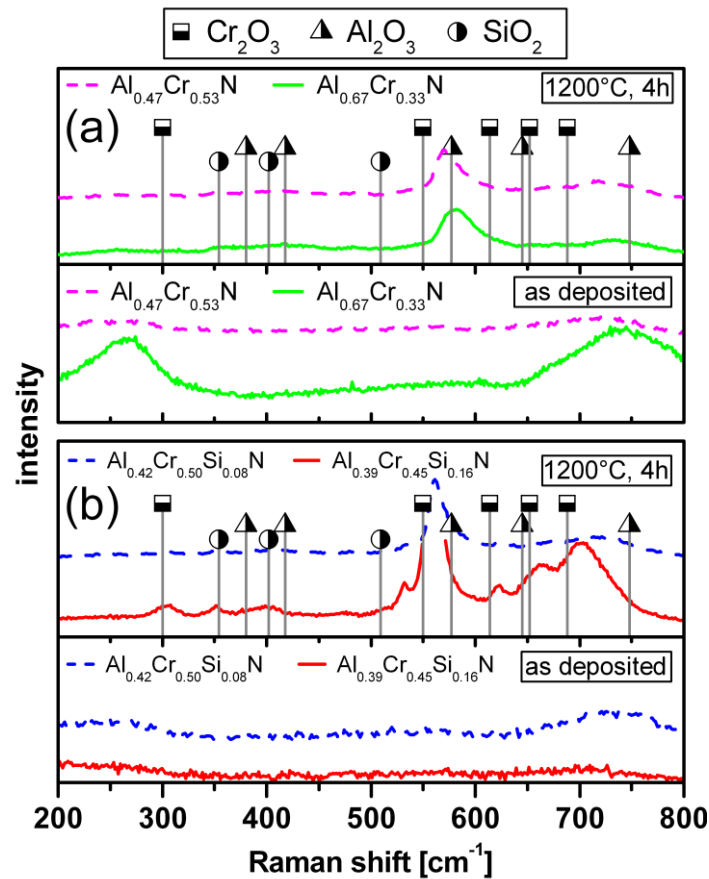 Cr₂O₃ Al₂O₃ SiO₂
Al₀.₄₇Cr₀.₅₃N Al₀.₆₇Cr₀.₃₃N 1200°C, 4h
(a)
Al₀.₄₇Cr₀.₅₃N Al₀.₆₇Cr₀.₃₃N as deposited
intensity
Al₀.₄₂Cr₀.₅₀Si₀.₀₈N Al₀.₃₉Cr₀.₄₅Si₀.₁₆N 1200°C, 4h
(b)
Al₀.₄₂Cr₀.₅₀Si₀.₀₈N Al₀.₃₉Cr₀.₄₅Si₀.₁₆N as deposited
200 300 400 500 600 700 800
Raman shift [cm⁻¹]